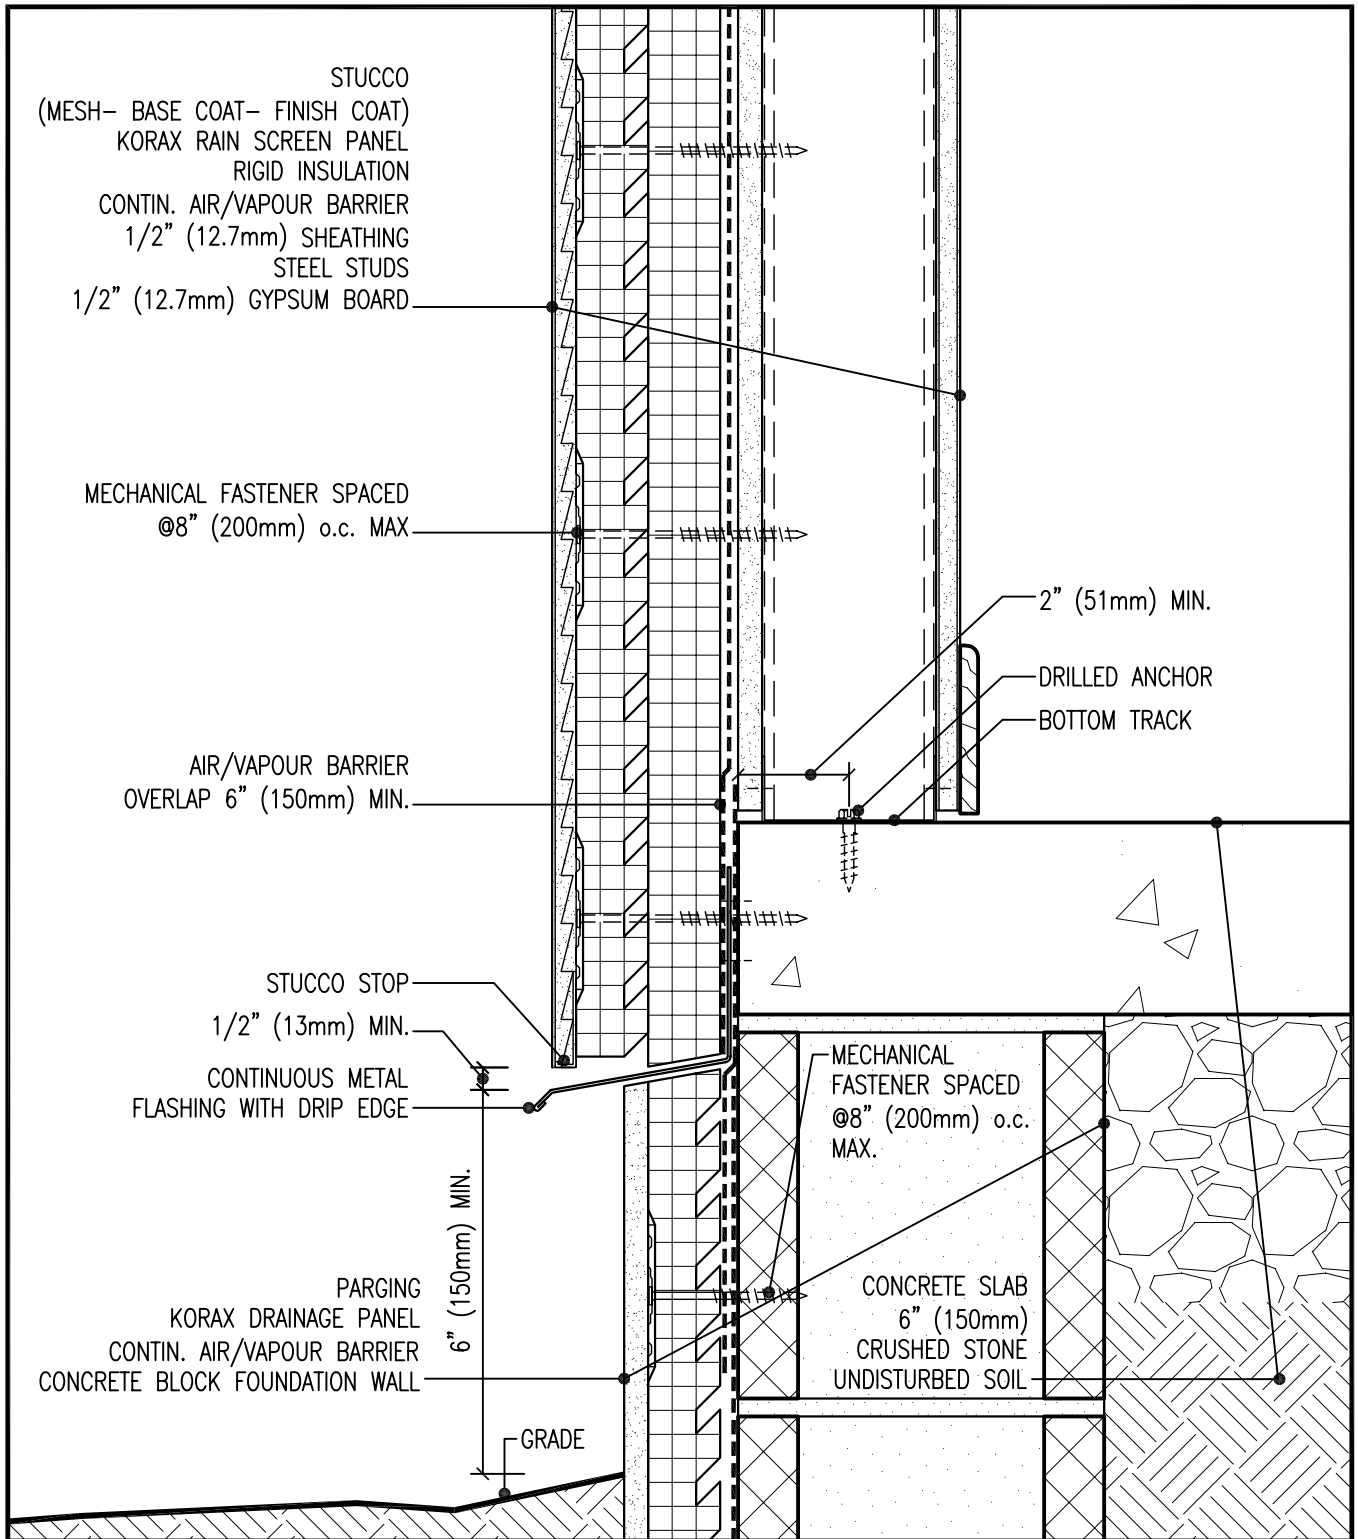 STUCCO
(MESH- BASE COAT- FINISH COAT)
KORAX RAIN SCREEN PANEL
RIGID INSULATION
CONTIN. AIR/VAPOUR BARRIER
1/2" (12.7mm) SHEATHING
STEEL STUDS
1/2" (12.7mm) GYPSUM BOARD
MECHANICAL FASTENER SPACED
@8" (200mm) o.c. MAX
2" (51mm) MIN.
DRILLED ANCHOR
BOTTOM TRACK
AIR/VAPOUR BARRIER
OVERLAP 6" (150mm) MIN.
STUCCO STOP
1/2" (13mm) MIN.
CONTINUOUS METAL
FLASHING WITH DRIP EDGE
MECHANICAL
FASTENER SPACED
@8" (200mm) o.c.
MAX.
6" (150mm) MIN.
PARGING
KORAX DRAINAGE PANEL
CONTIN. AIR/VAPOUR BARRIER
CONCRETE BLOCK FOUNDATION WALL
CONCRETE SLAB
6" (150mm)
CRUSHED STONE
UNDISTURBED SOIL
GRADE